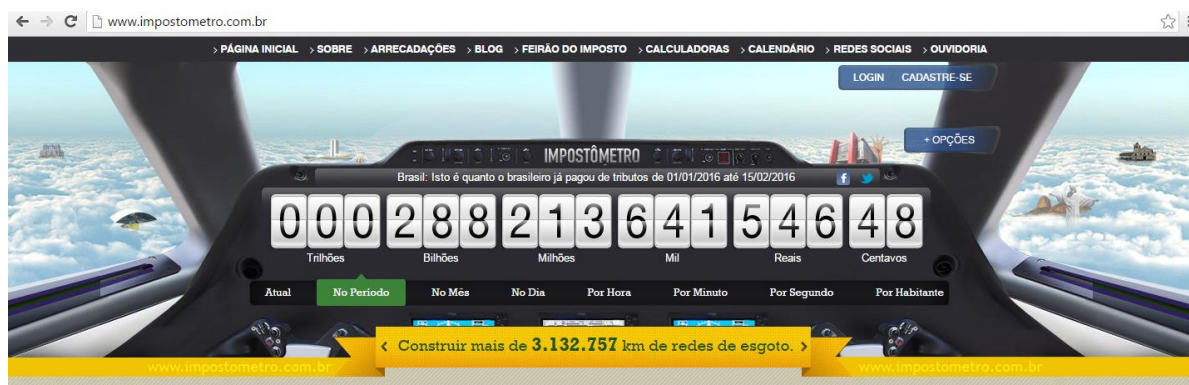 www.impostometro.com.br
> PÁGINA INICIAL > SOBRE > ARRECADAÇÕES > BLOG > FEIRÃO DO IMPOSTO > CALCULADORAS > CALENDÁRIO > REDES SOCIAIS > OUVIDORIA
LOGIN CADASTRE-SE
+ OPÇÕES
IMPOSTÔMETRO
Brasil: Isto é quanto o brasileiro já pagou de tributos de 01/01/2016 até 15/02/2016
000 288 213 641 546 48
Trilhões Bilhões Milhões Mil Reais Centavos
Atual No Período No Mês No Dia Por Hora Por Minuto Por Segundo Por Habitante
‹ Construir mais de 3.132.757 km de redes de esgoto. ›
www.impostometro.com.br www.impostometro.com.br